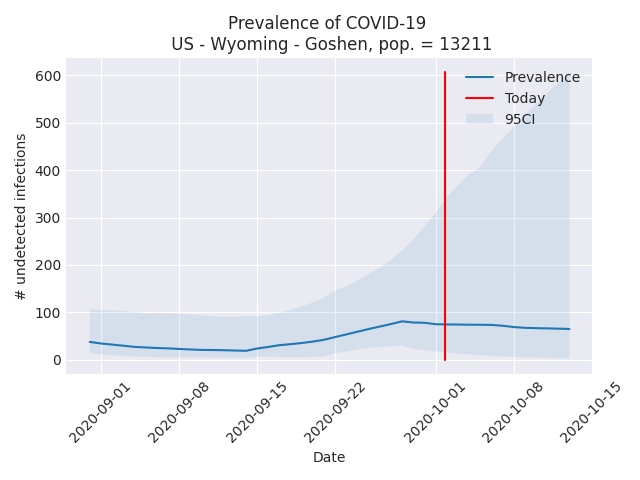 Prevalence of COVID-19
US - Wyoming - Goshen, pop. = 13211
Prevalence
Today
95CI
600
500
400
300
200
100
0
# undetected infections
2020-09-01
2020-09-08
2020-09-15
2020-09-22
2020-10-01
2020-10-08
2020-10-15
Date